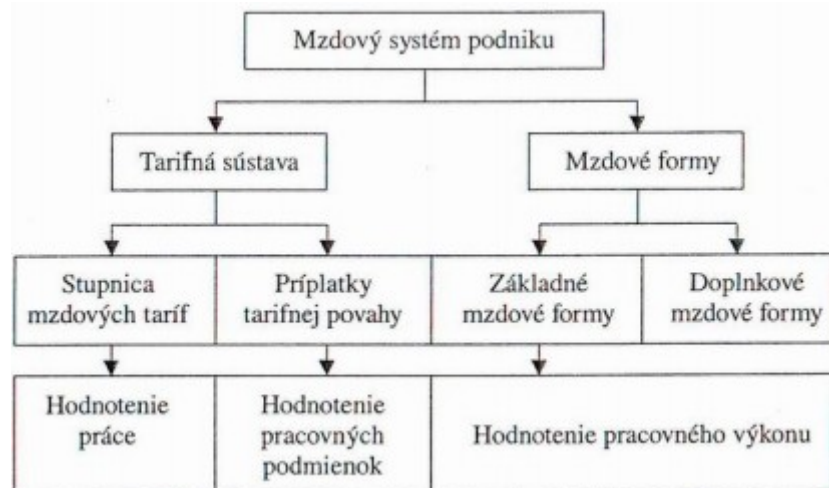 Mzdový systém podniku
Tarifná sústava
Mzdové formy
Stupnica
mzdových taríf
Príplatky
tarifnej povahy
Základné
mzdové formy
Doplnkové
mzdové formy
Hodnotenie
práce
Hodnotenie
pracovných
podmienok
Hodnotenie pracovného výkonu